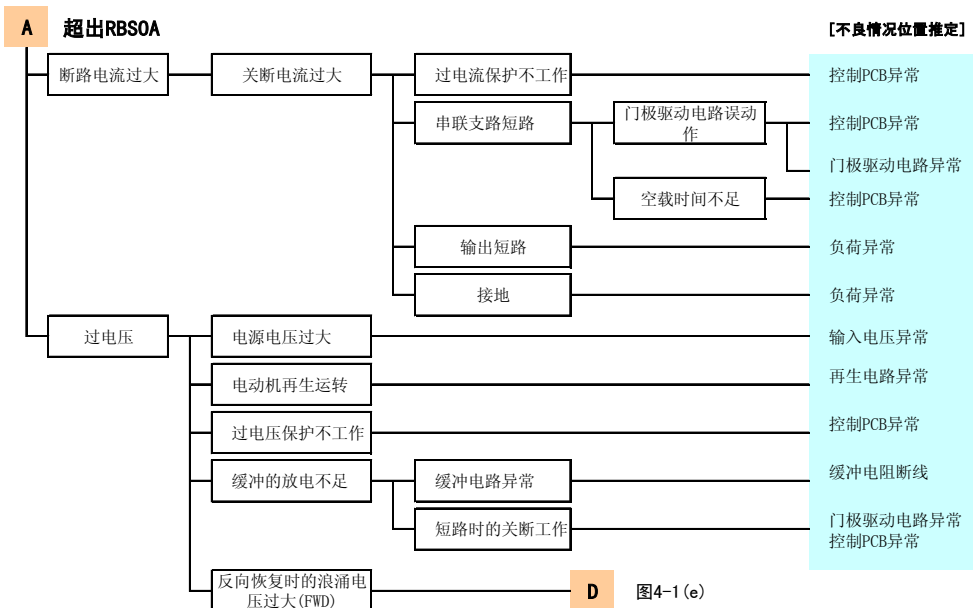 A 超出RBSOA [不良情况位置推定]
断路电流过大 关断电流过大 过电流保护不工作 控制PCB异常
串联支路短路 门极驱动电路误动
作 控制PCB异常
门极驱动电路异常
空载时间不足 控制PCB异常
输出短路 负荷异常
接地 负荷异常
过电压 电源电压过大 输入电压异常
电动机再生运转 再生电路异常
过电压保护不工作 控制PCB异常
缓冲的放电不足 缓冲电路异常 缓冲电阻断线
短路时的关断工作 门极驱动电路异常
控制PCB异常
反向恢复时的浪涌电
压过大(FWD) D 图4-1(e)